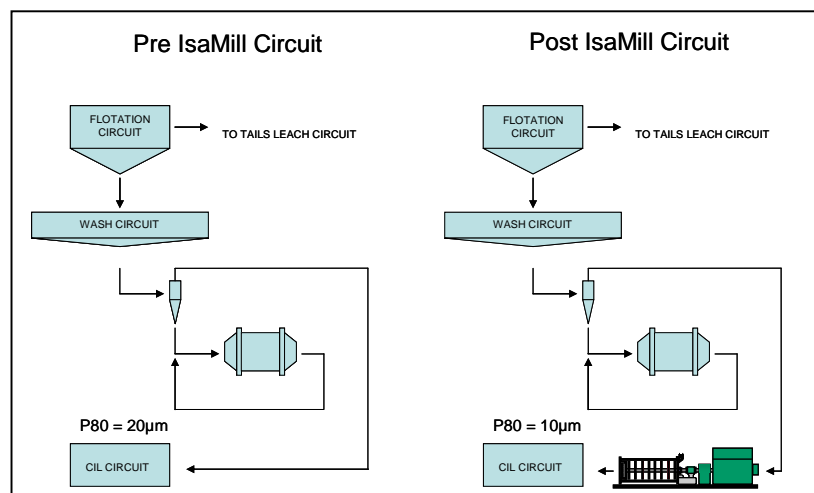 Pre IsaMill Circuit
FLOTATION
CIRCUIT
TO TAILS LEACH CIRCUIT
WASH CIRCUIT
P80 = 20µm
CIL CIRCUIT
Post IsaMill Circuit
FLOTATION
CIRCUIT
TO TAILS LEACH CIRCUIT
WASH CIRCUIT
P80 = 10µm
CIL CIRCUIT